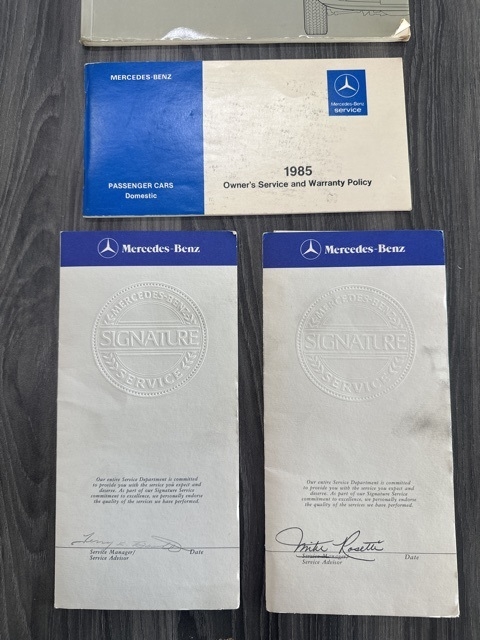 MERCEDES-BENZ
Mercedes-Benz
service
1985
Owner's Service and Warranty Policy
PASSENGER CARS
Domestic
Mercedes-Benz
MERCEDES-BENZ
SIGNATURE
SERVICE
Our entire Service Department is committed
to provide you with the service you expect and
deserve. As part of our Signature Service
commitment to excellence, we personally endorse
the quality of the services we have performed.
Terry
Service Manager/
Service Advisor
Date
Mercedes-Benz
MERCEDES-BENZ
SIGNATURE
SERVICE
Our entire Service Department is committed
to provide you with the service you expect and
deserve. As part of our Signature Service
commitment to excellence, we personally endorse
the quality of the services we have performed.
Mike Rosetti
Service Manager/
Service Advisor
Date